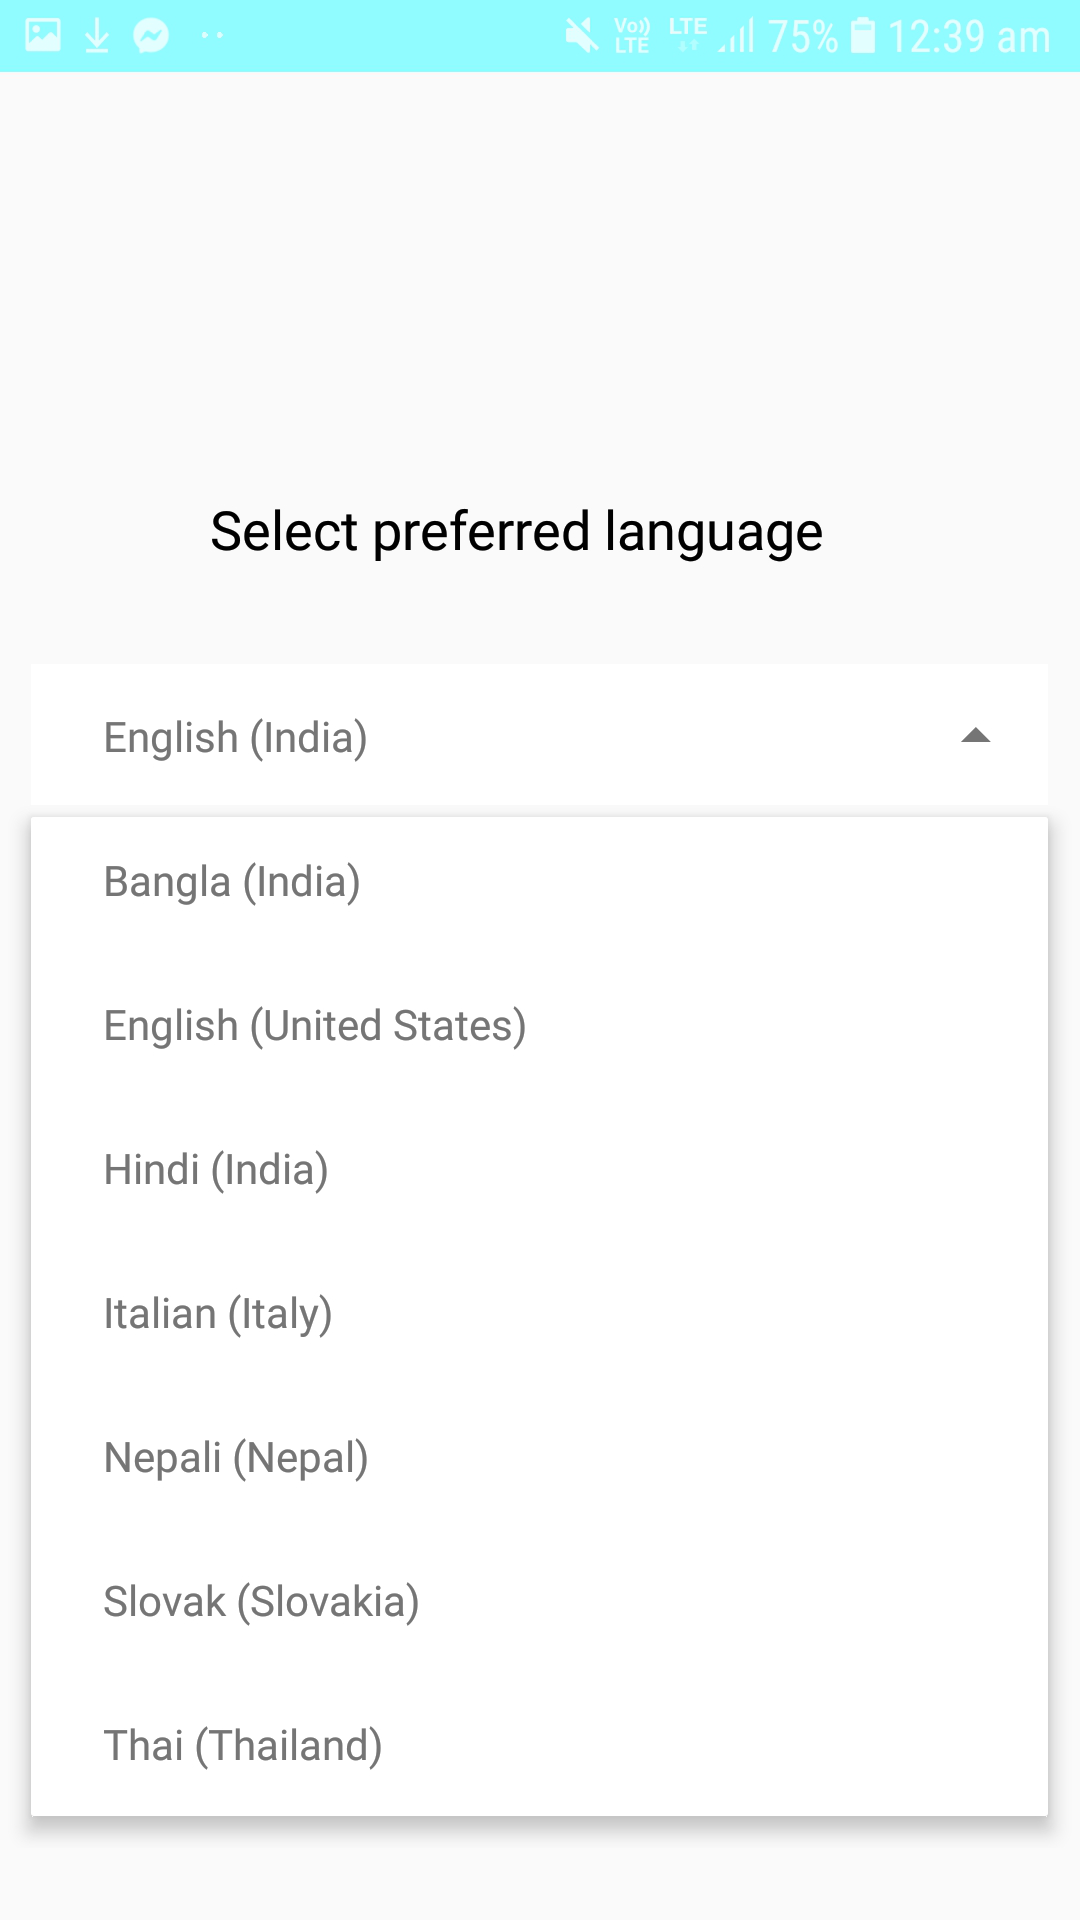 Vo)) LTE LTE 75% 12:39 am
Select preferred language
English (India)
Bangla (India)
English (United States)
Hindi (India)
Italian (Italy)
Nepali (Nepal)
Slovak (Slovakia)
Thai (Thailand)